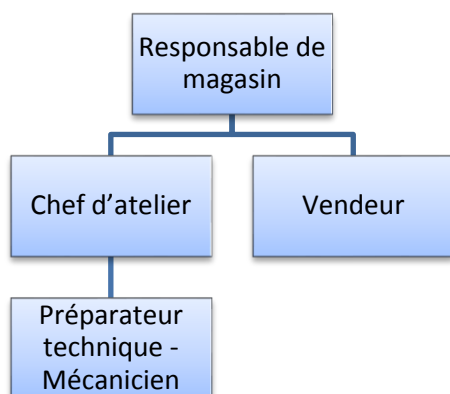 Responsable de
magasin
Chef d'atelier
Vendeur
Préparateur
technique -
Mécanicien